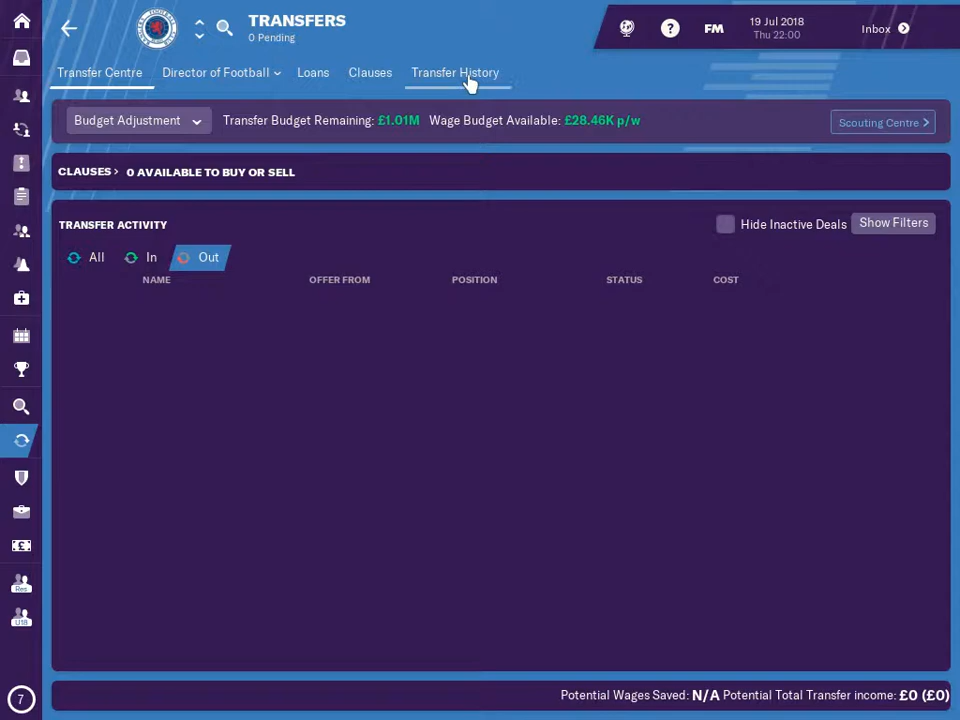 TRANSFERS
0 Pending
19 Jul 2018
Thu 22:00
FM
?
Inbox
Transfer Centre
Director of Football
Loans
Clauses
Transfer History
Budget Adjustment
Transfer Budget Remaining: £1.01M
Wage Budget Available: £28.46K p/w
Scouting Centre
CLAUSES > 0 AVAILABLE TO BUY OR SELL
TRANSFER ACTIVITY
Hide Inactive Deals
Show Filters
All
In
Out
NAME
OFFER FROM
POSITION
STATUS
COST
£
Res
U18
7
Potential Wages Saved: N/A Potential Total Transfer income: £0 (£0)